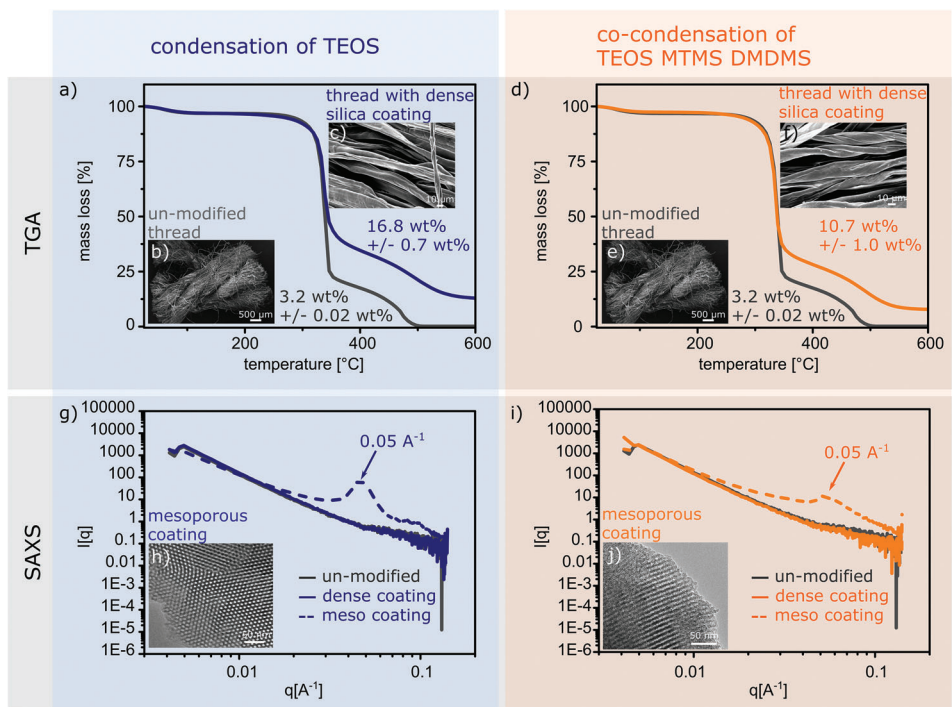 condensation of TEOS
co-condensation of
TEOS MTMS DMDMS
TGA
a)
100
75
50
25
0
mass loss [%]
200
400
600
temperature [°C]
thread with dense
silica coating
c)
10 µm
16.8 wt%
+/- 0.7 wt%
un-modified
thread
b)
500 µm
3.2 wt%
+/- 0.02 wt%
d)
100
75
50
25
0
mass loss [%]
0
200
400
600
temperature [°C]
thread with dense
silica coating
f)
10 µm
10.7 wt%
+/- 1.0 wt%
un-modified
thread
e)
500 µm
3.2 wt%
+/- 0.02 wt%
SAXS
g)
100000
10000
1000
100
10
1
0.1
0.01
1E-3
1E-4
1E-5
1E-6
I[q]
0.01
0.1
q[A⁻¹]
0.05 A⁻¹
mesoporous
coating
h)
un-modified
dense coating
meso coating
i)
100000
10000
1000
100
10
1
0.1
0.01
1E-3
1E-4
1E-5
1E-6
I[q]
0.01
0.1
q[A⁻¹]
0.05 A⁻¹
mesoporous
coating
j)
50 nm
un-modified
dense coating
meso coating